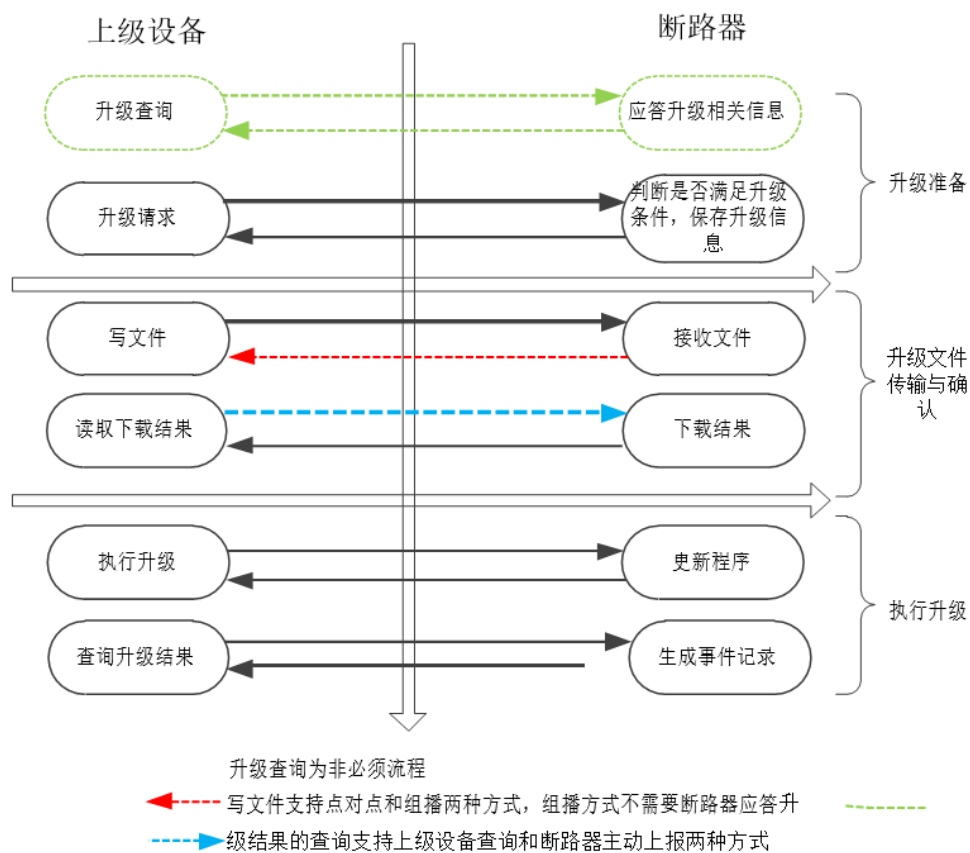 上级设备
断路器
升级查询
应答升级相关信息
升级请求
判断是否满足升级
条件，保存升级信
息
升级准备
写文件
接收文件
读取下载结果
下载结果
升级文件
传输与确
认
执行升级
更新程序
查询升级结果
生成事件记录
执行升级
升级查询为非必须流程
写文件支持点对点和组播两种方式，组播方式不需要断路器应答升
级结果的查询支持上级设备查询和断路器主动上报两种方式